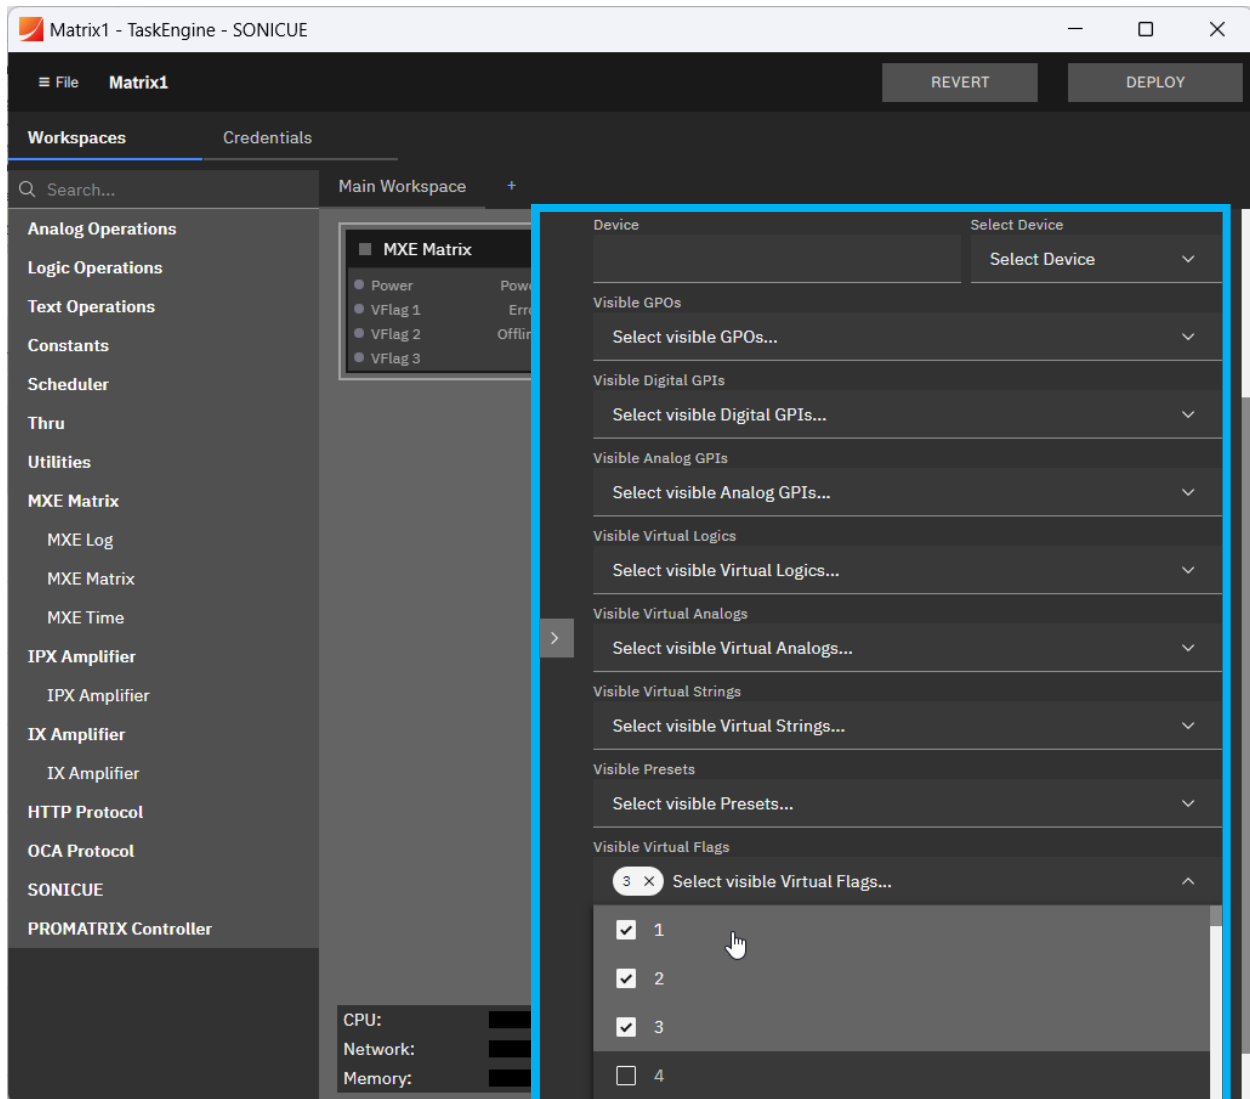 Matrix1 - TaskEngine - SONICUE
≡ File Matrix1 REVERT DEPLOY
Workspaces Credentials
Search...
Main Workspace +
Analog Operations
Logic Operations
Text Operations
Constants
Scheduler
Thru
Utilities
MXE Matrix
MXE Log
MXE Matrix
MXE Time
IPX Amplifier
IPX Amplifier
IX Amplifier
IX Amplifier
HTTP Protocol
OCA Protocol
SONICUE
PROMATRIX Controller
MXE Matrix
Power
VFlag 1
VFlag 2
VFlag 3
CPU:
Network:
Memory:
Device Select Device
Select Device
Visible GPOs
Select visible GPOs...
Visible Digital GPIs
Select visible Digital GPIs...
Visible Analog GPIs
Select visible Analog GPIs...
Visible Virtual Logics
Select visible Virtual Logics...
Visible Virtual Analogs
Select visible Virtual Analogs...
Visible Virtual Strings
Select visible Virtual Strings...
Visible Presets
Select visible Presets...
Visible Virtual Flags
3 × Select visible Virtual Flags...
1
2
3
4